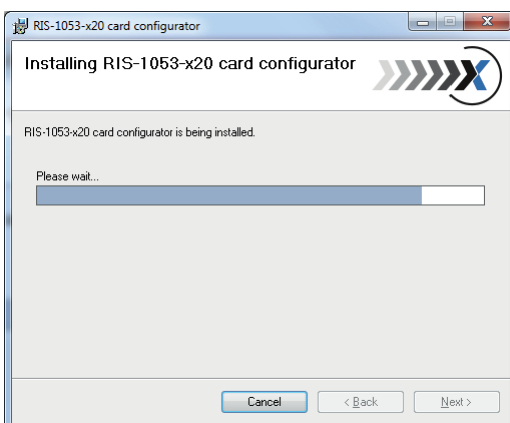 RIS-1053-x20 card configurator
Installing RIS-1053-x20 card configurator
RIS-1053-x20 card configurator is being installed.
Please wait...
Cancel
< Back
Next >